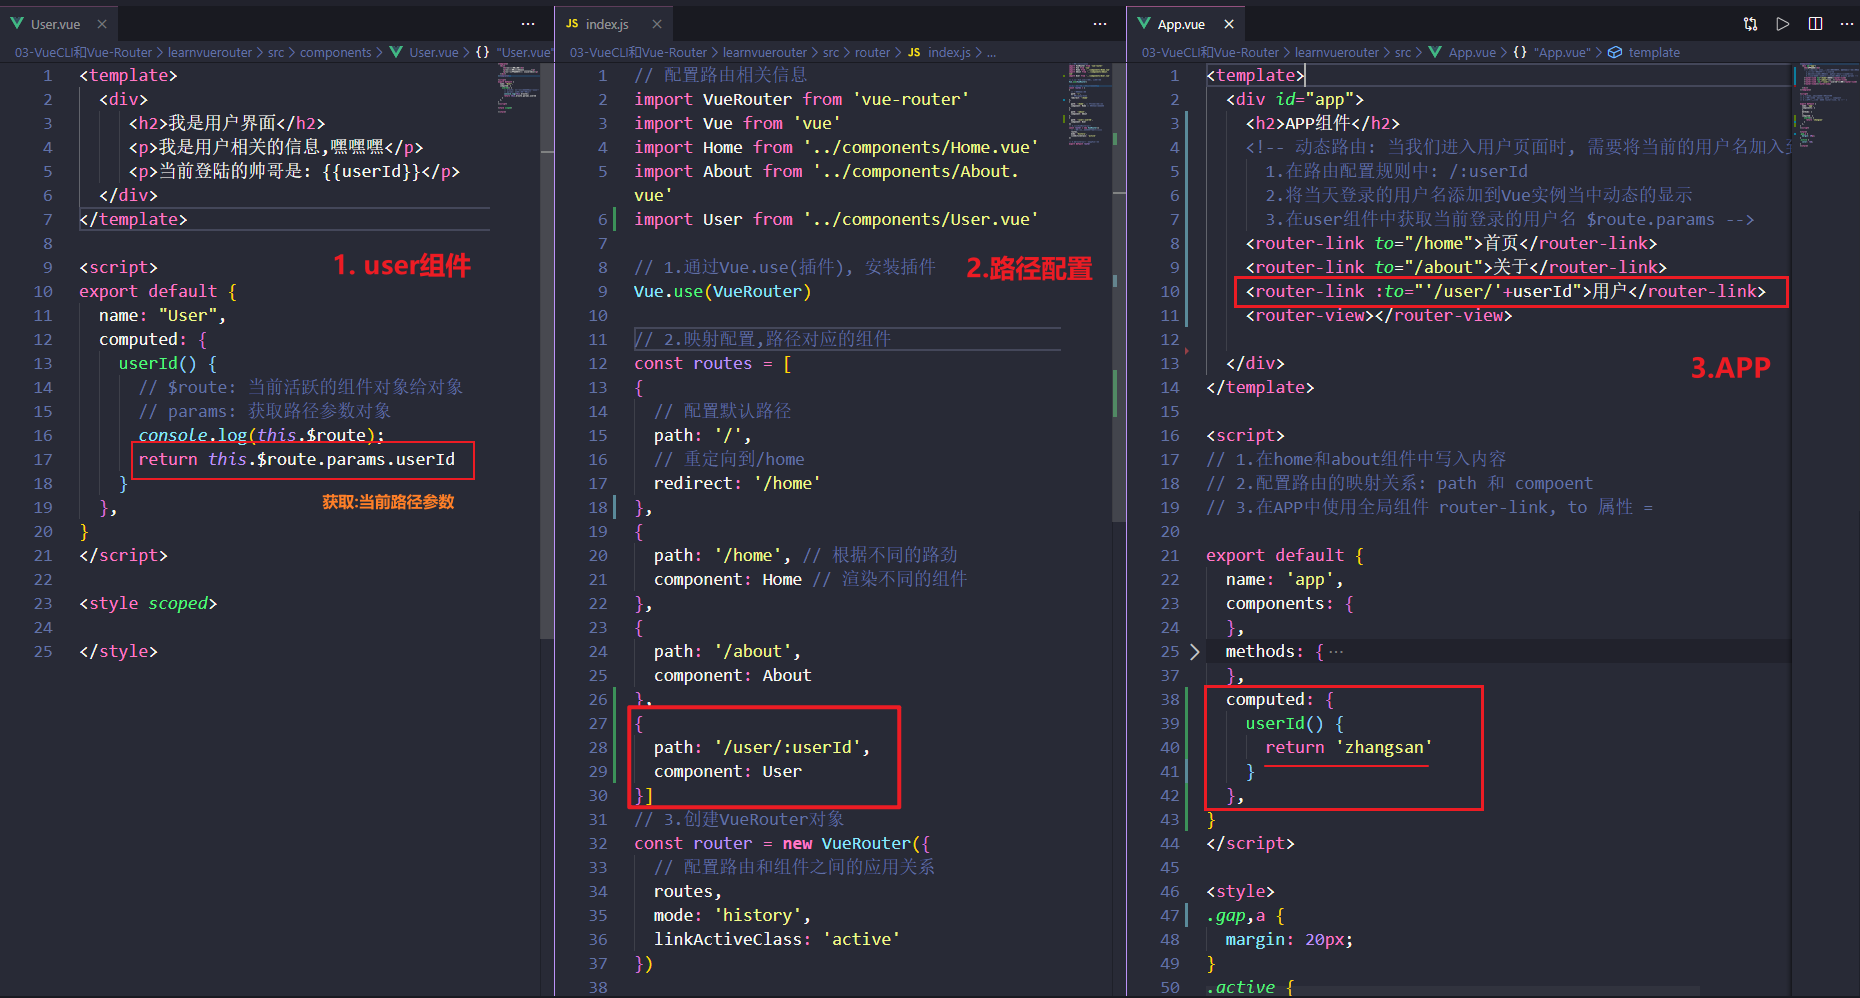 User.vue
03-VueCLI和Vue-Router > learnvuerouter > src > components > User.vue > {} "User.vue"
1 <template>
2 <div>
3 <h2>我是用户界面</h2>
4 <p>我是用户相关的信息,嘿嘿嘿</p>
5 <p>当前登陆的帅哥是: {{userId}}</p>
6 </div>
7 </template>
8
9 <script>
1. user组件
10 export default {
11 name: "User",
12 computed: {
13 userId() {
14 // $route: 当前活跃的组件对象给对象
15 // params: 获取路径参数对象
16 console.log(this.$route);
17 return this.$route.params.userId
18 }
获取:当前路径参数
19 },
20 }
21 </script>
22
23 <style scoped>
24
25 </style>
JS index.js
03-VueCLI和Vue-Router > learnvuerouter > src > router > JS index.js > ...
1 // 配置路由相关信息
2 import VueRouter from 'vue-router'
3 import Vue from 'vue'
4 import Home from '../components/Home.vue'
5 import About from '../components/About.
vue'
6 import User from '../components/User.vue'
7
8 // 1.通过Vue.use(插件), 安装插件
2.路径配置
9 Vue.use(VueRouter)
10
11 // 2.映射配置,路径对应的组件
12 const routes = [
13 {
14 // 配置默认路径
15 path: '/',
16 // 重定向到/home
17 redirect: '/home'
18 },
19 {
20 path: '/home', // 根据不同的路劲
21 component: Home // 渲染不同的组件
22 },
23 {
24 path: '/about',
25 component: About
26 },
27 {
28 path: '/user/:userId',
29 component: User
30 }]
31 // 3.创建VueRouter对象
32 const router = new VueRouter({
33 // 配置路由和组件之间的应用关系
34 routes,
35 mode: 'history',
36 linkActiveClass: 'active'
37 })
38
App.vue
03-VueCLI和Vue-Router > learnvuerouter > src > App.vue > {} "App.vue" > template
1 <template>
2 <div id="app">
3 <h2>APP组件</h2>
4 <!-- 动态路由: 当我们进入用户页面时, 需要将当前的用户名加入
5 1.在路由配置规则中: /:userId
6 2.将当天登录的用户名添加到Vue实例当中动态的显示
7 3.在user组件中获取当前登录的用户名 $route.params -->
8 <router-link to="/home">首页</router-link>
9 <router-link to="/about">关于</router-link>
10 <router-link :to="'/user/'+userId">用户</router-link>
11 <router-view></router-view>
12
13 </div>
3.APP
14 </template>
15
16 <script>
17 // 1.在home和about组件中写入内容
18 // 2.配置路由的映射关系: path 和 compoent
19 // 3.在APP中使用全局组件 router-link, to 属性 =
20
21 export default {
22 name: 'app',
23 components: {
24 },
25 methods: { ...
37 },
38 computed: {
39 userId() {
40 return 'zhangsan'
41 }
42 },
43 }
44 </script>
45
46 <style>
47 .gap,a {
48 margin: 20px;
49 }
50 .active {